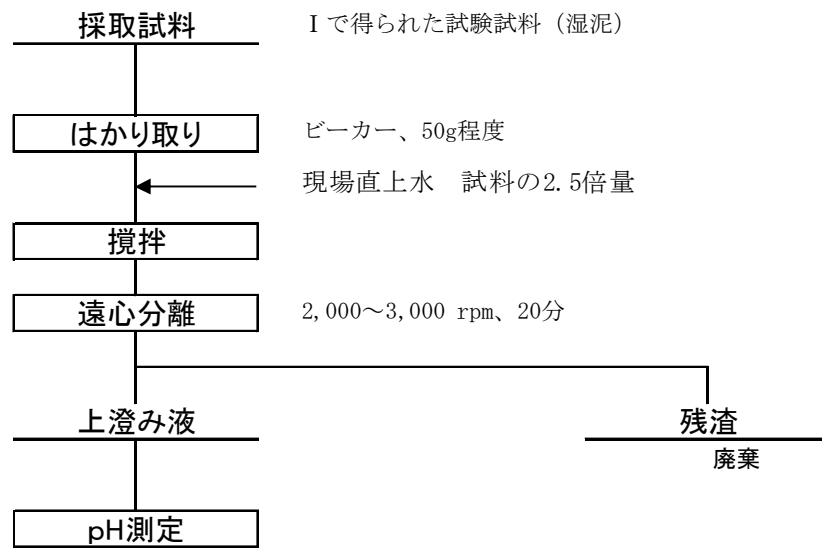 採取試料
Ⅰで得られた試験試料（湿泥）
はかり取り
ビーカー、50g程度
現場直上水　試料の2.5倍量
撹拌
遠心分離
2,000～3,000 rpm、20分
上澄み液
残渣
廃棄
pH測定